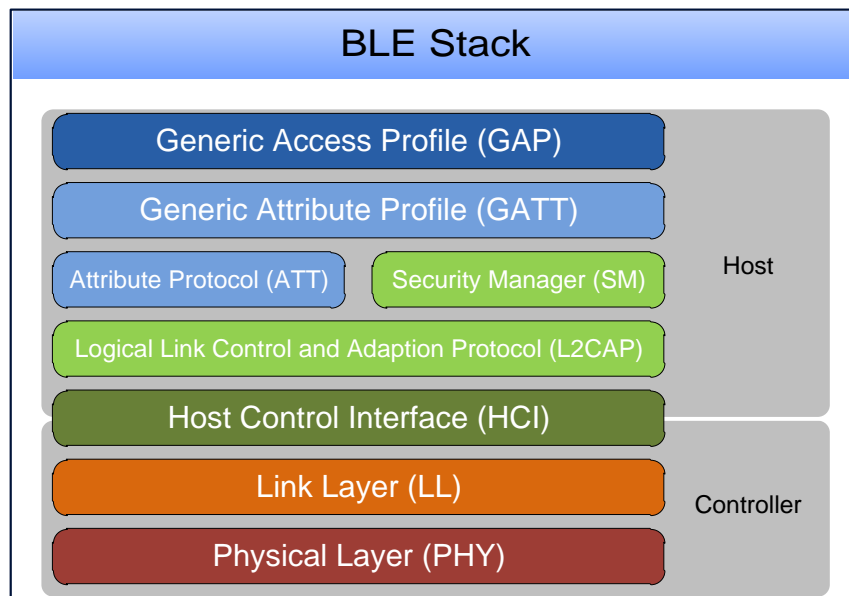 BLE Stack
Generic Access Profile (GAP)
Generic Attribute Profile (GATT)
Attribute Protocol (ATT)
Security Manager (SM)
Host
Logical Link Control and Adaption Protocol (L2CAP)
Host Control Interface (HCI)
Link Layer (LL)
Controller
Physical Layer (PHY)